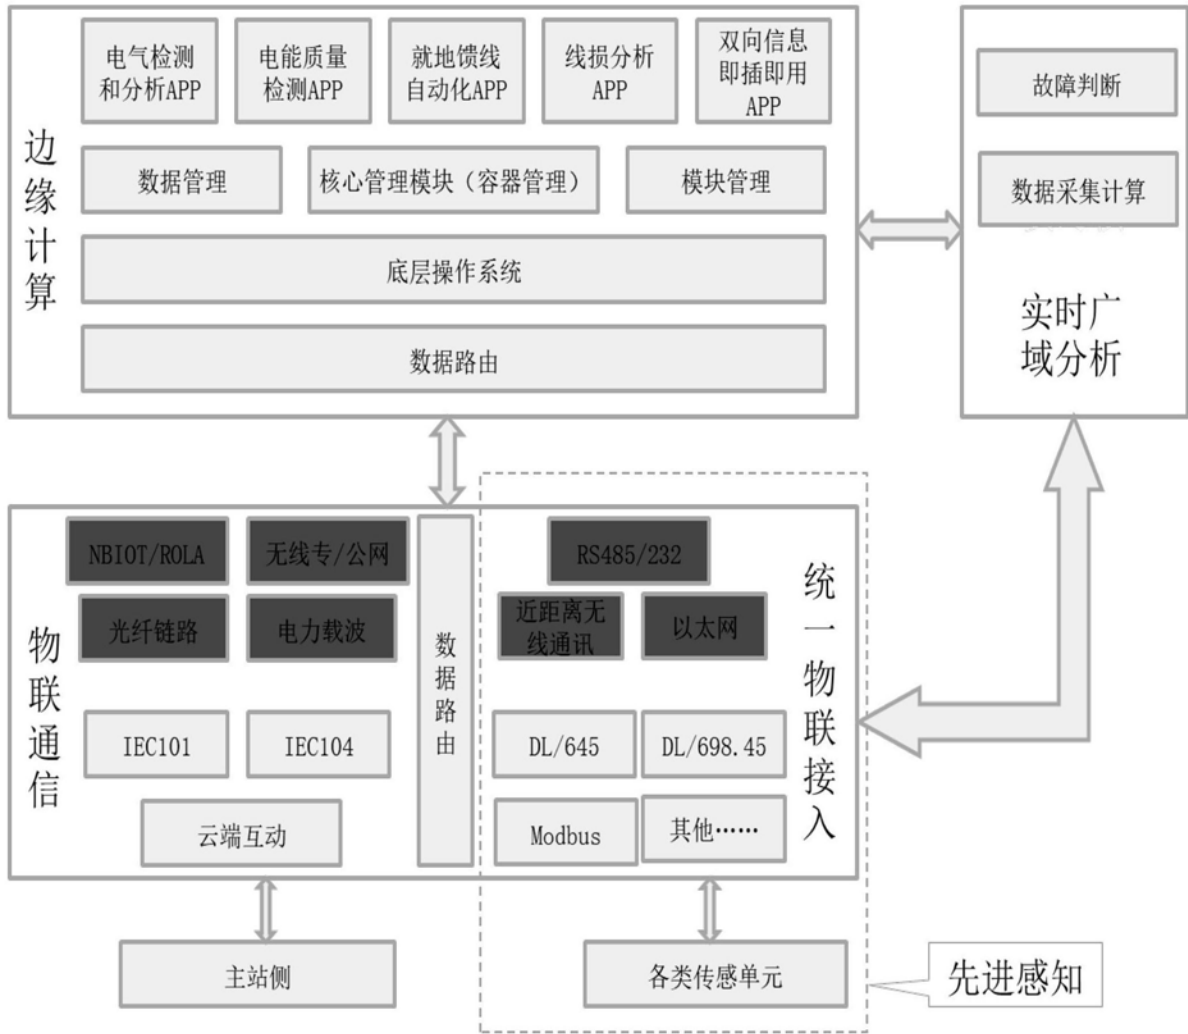 边缘计算
电气检测
和分析APP
电能质量
检测APP
就地馈线
自动化APP
线损分析
APP
双向信息
即插即用
APP
数据管理
核心管理模块（容器管理）
模块管理
底层操作系统
数据路由
故障判断
数据采集计算
实时广
域分析
物联通信
NBIOT/ROLA
无线专/公网
光纤链路
电力载波
IEC101
IEC104
云端互动
数据路由
RS485/232
近距离无
线通讯
以太网
DL/645
DL/698.45
Modbus
其他……
统一物联接入
主站侧
各类传感单元
先进感知